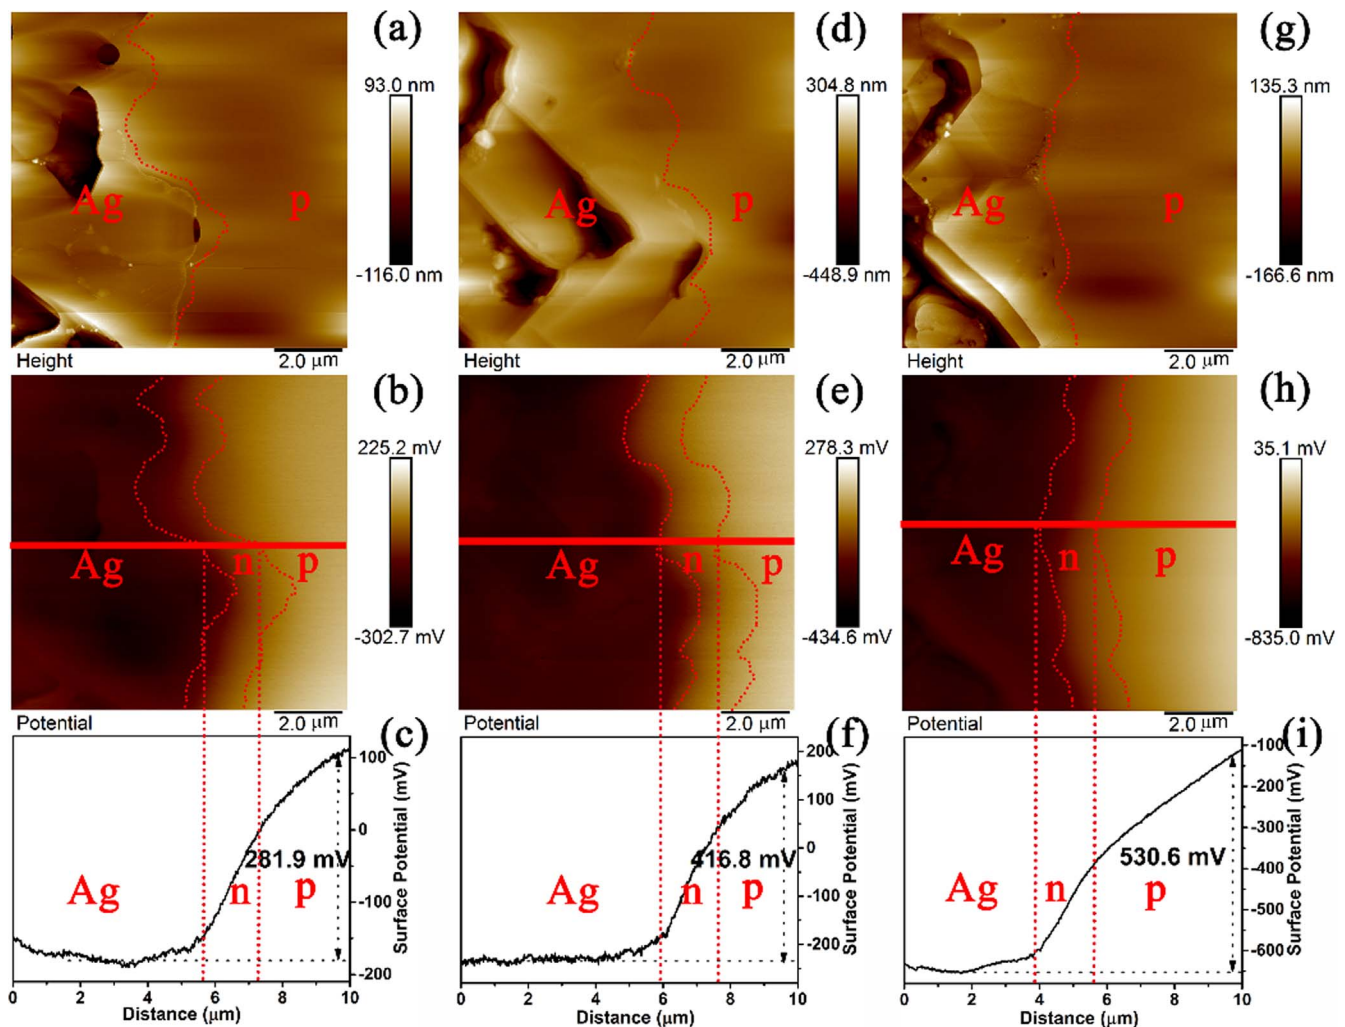 (a)
93.0 nm
Ag
p
-116.0 nm
Height
2.0 μm
(d)
304.8 nm
Ag
p
-448.9 nm
Height
2.0 μm
(g)
135.3 nm
Ag
p
-166.6 nm
Height
2.0 μm
(b)
225.2 mV
Ag
n
p
-302.7 mV
Potential
2.0 μm
(e)
278.3 mV
Ag
n
p
-434.6 mV
Potential
2.0 μm
(h)
35.1 mV
Ag
n
p
-835.0 mV
Potential
2.0 μm
(c)
100
0
-100
-200
Surface Potential (mV)
281.9 mV
Ag
n
p
0 2 4 6 8 10
Distance (μm)
(f)
200
100
0
-100
-200
Surface Potential (mV)
416.8 mV
Ag
n
p
0 2 4 6 8 10
Distance (μm)
(i)
-100
-200
-300
-400
-500
-600
Surface Potential (mV)
530.6 mV
Ag
n
p
0 2 4 6 8 10
Distance (μm)